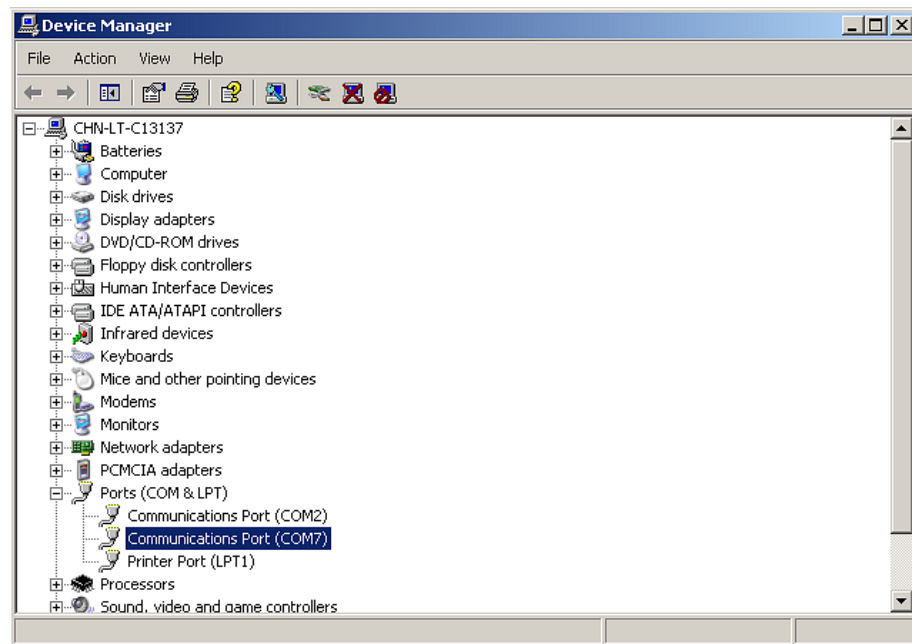 Device Manager
File Action View Help
CHN-LT-C13137
Batteries
Computer
Disk drives
Display adapters
DVD/CD-ROM drives
Floppy disk controllers
Human Interface Devices
IDE ATA/ATAPI controllers
Infrared devices
Keyboards
Mice and other pointing devices
Modems
Monitors
Network adapters
PCMCIA adapters
Ports (COM & LPT)
Communications Port (COM2)
Communications Port (COM7)
Printer Port (LPT1)
Processors
Sound, video and game controllers